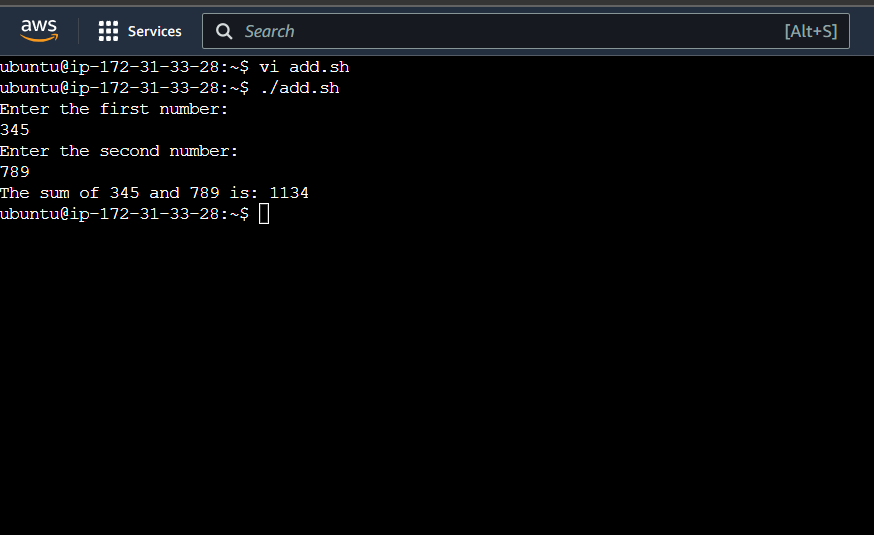 aws Services Search [Alt+S]
ubuntu@ip-172-31-33-28:~$ vi add.sh
ubuntu@ip-172-31-33-28:~$ ./add.sh
Enter the first number:
345
Enter the second number:
789
The sum of 345 and 789 is: 1134
ubuntu@ip-172-31-33-28:~$